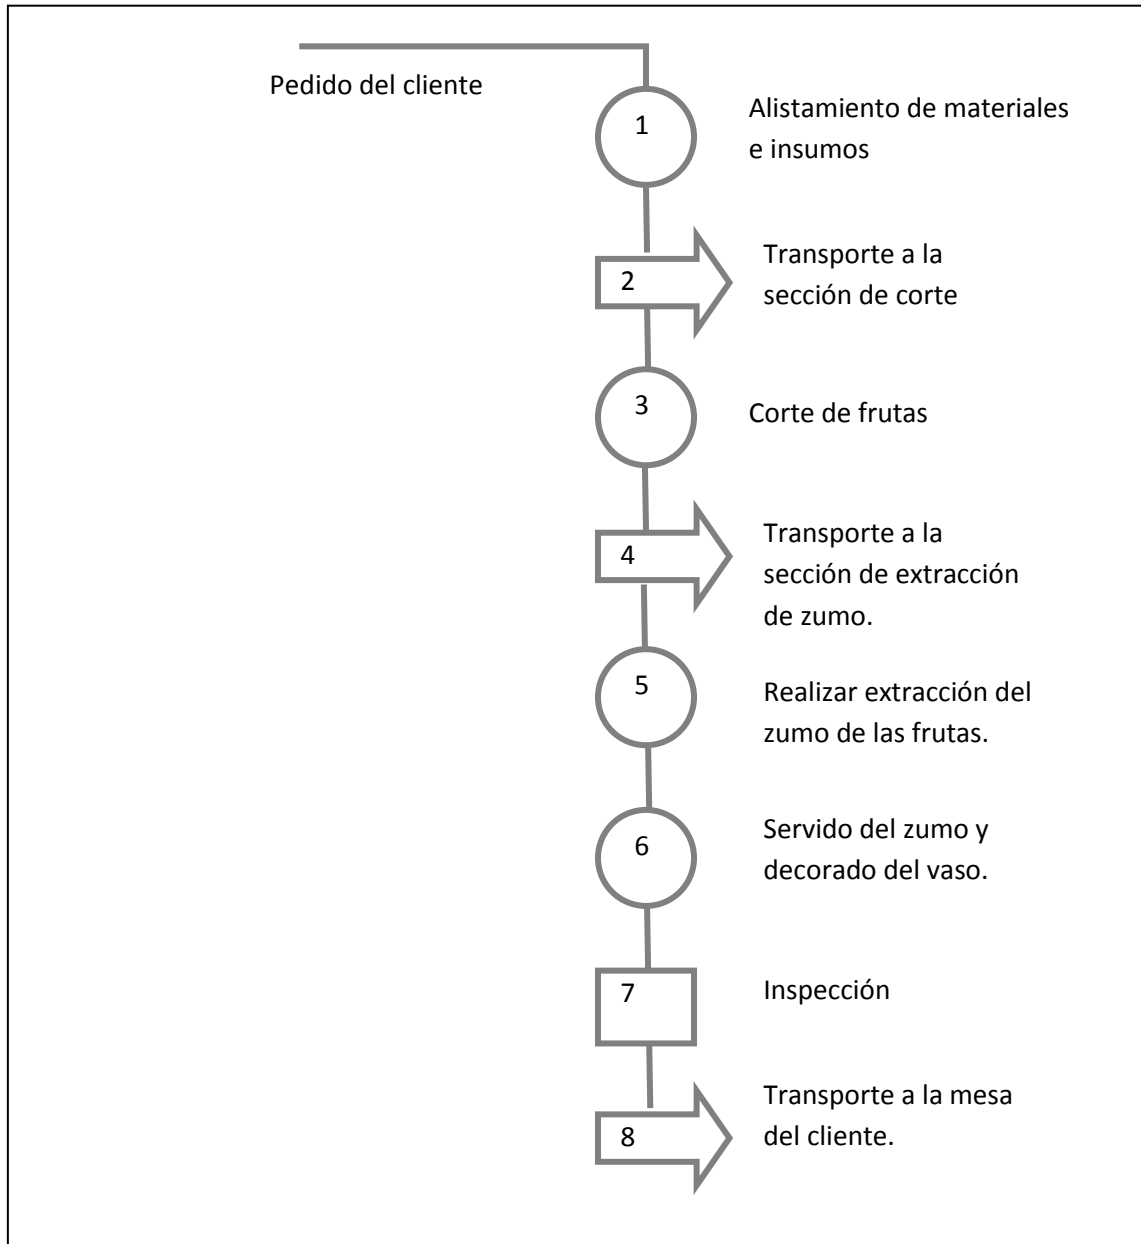 Pedido del cliente
1
Alistamiento de materiales
e insumos
2
Transporte a la
sección de corte
3
Corte de frutas
4
Transporte a la
sección de extracción
de zumo.
5
Realizar extracción del
zumo de las frutas.
6
Servido del zumo y
decorado del vaso.
7
Inspección
8
Transporte a la mesa
del cliente.